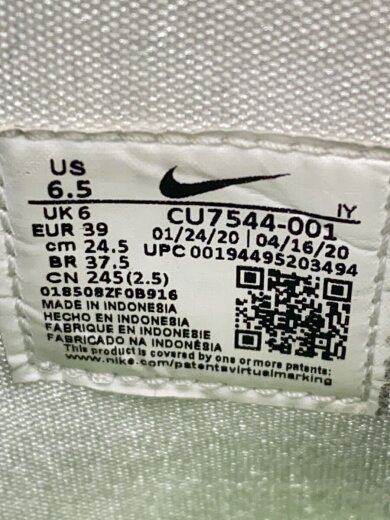 US
6.5
UK 6
EUR 39
cm 24.5
BR 37.5
CN 245(2.5)
018508ZF0B916
CU7544-001 IY
01/24/20 | 04/16/20
UPC 00194495203494
MADE IN INDONESIA
HECHO EN INDONESIA
FABRIQUE EN INDONESIE
FABRICADO NA INDONÉSIA
This product is covered by one or more patents:
www.nike.com/patentsvirtualmarking